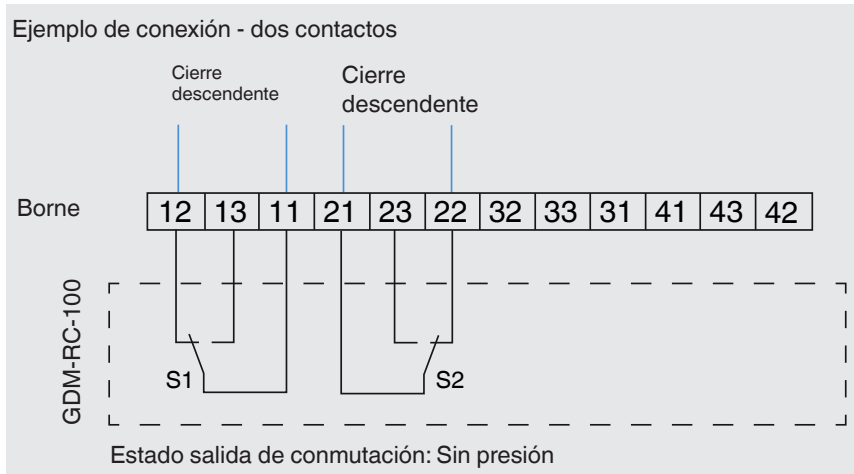 Ejemplo de conexión - dos contactos
Cierre
descendente
Cierre
descendente
Borne
12 13 11 21 23 22 32 33 31 41 43 42
GDM-RC-100
S1
S2
Estado salida de conmutación: Sin presión